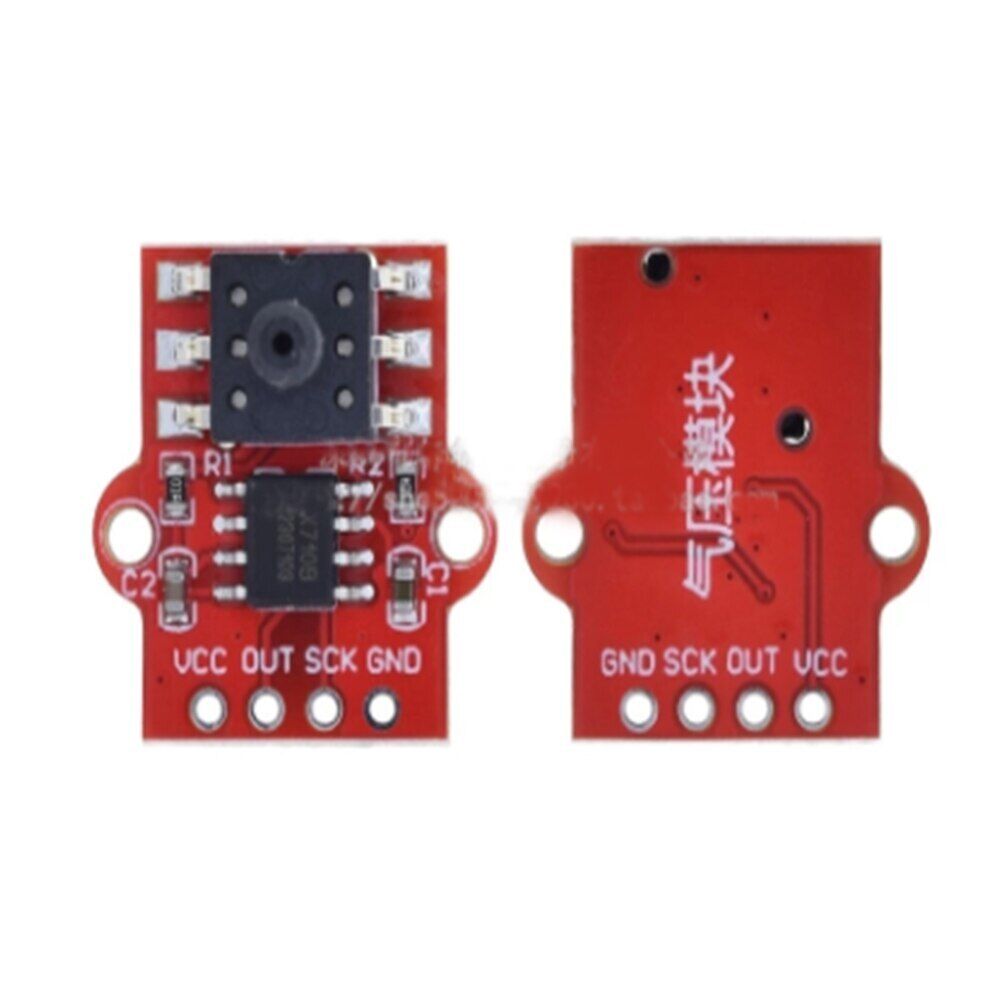 R1
R2
C2
C1
VCC OUT SCK GND
气压模块
GND SCK OUT VCC